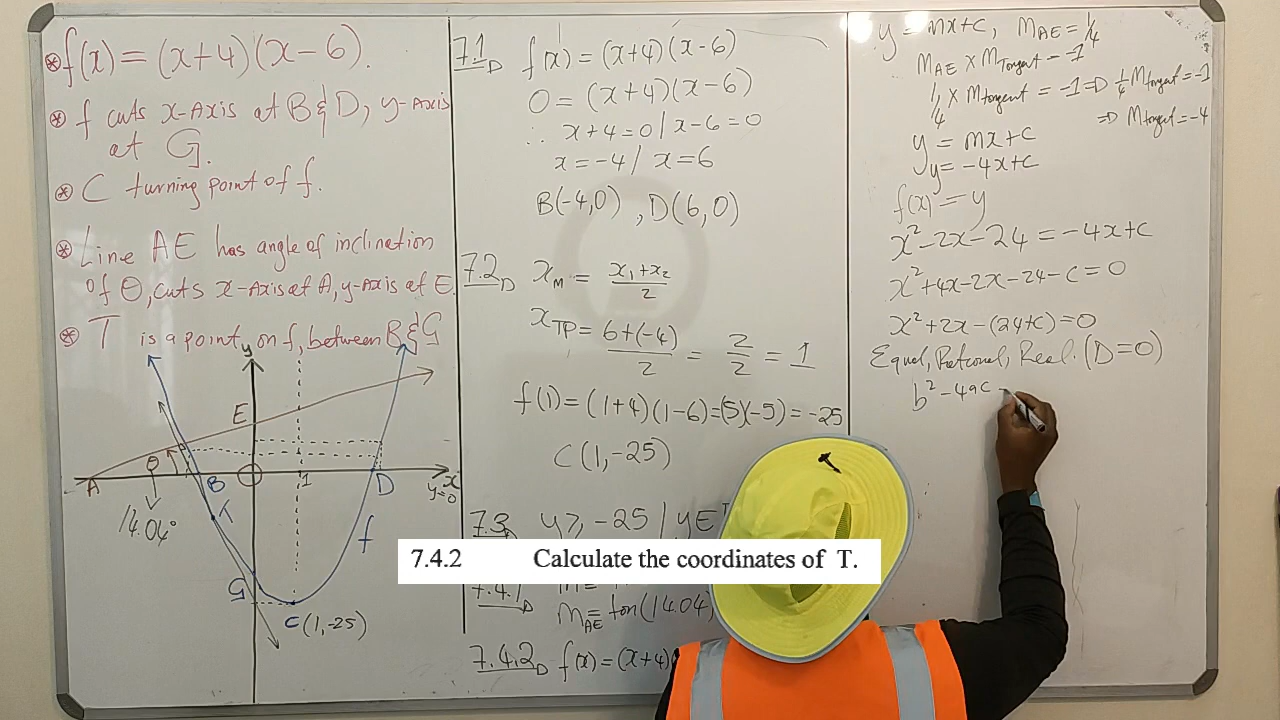 ⊛ f(x) = (x+4)(x-6).
⊛ f cuts x-Axis at B & D, y-Axis
at G.
⊛ C turning point of f.
⊛ Line AE has angle of inclination
of θ, cuts x-Axis at A, y-Axis at E.
⊛ T is a point on f, between B & G
y
E
θ
A
B
1
D
x
y=0
14.04°
T
f
G
C(1,-25)
7.1 f(x) = (x+4)(x-6)
0 = (x+4)(x-6)
∴ x+4=0 / x-6=0
x=-4 / x=6
B(-4,0) , D(6,0)
7.2 x_M = x₁+x₂/2
x_TP = 6+(-4)/2 = 2/2 = 1
f(1) = (1+4)(1-6)=(5)(-5) = -25
C(1,-25)
7.3 y ≥ -25 / y ∈
7.4.2 Calculate the coordinates of T.
7.4.1 m =
M_AE = tan(14.04)
7.4.2 f(x) = (x+4)
y = mx+c, M_AE = 1/4
M_AE × M_Tangent = -1
1/4 × M_tangent = -1 ⇒ 1/4 M_tangent = -1
⇒ M_tangent = -4
y = mx+c
y = -4x+c
f(x) = y
x²-2x-24 = -4x+c
x²+4x-2x-24-c = 0
x²+2x-(24+c) = 0
Equal, Rational, Real. (D=0)
b²-4ac =